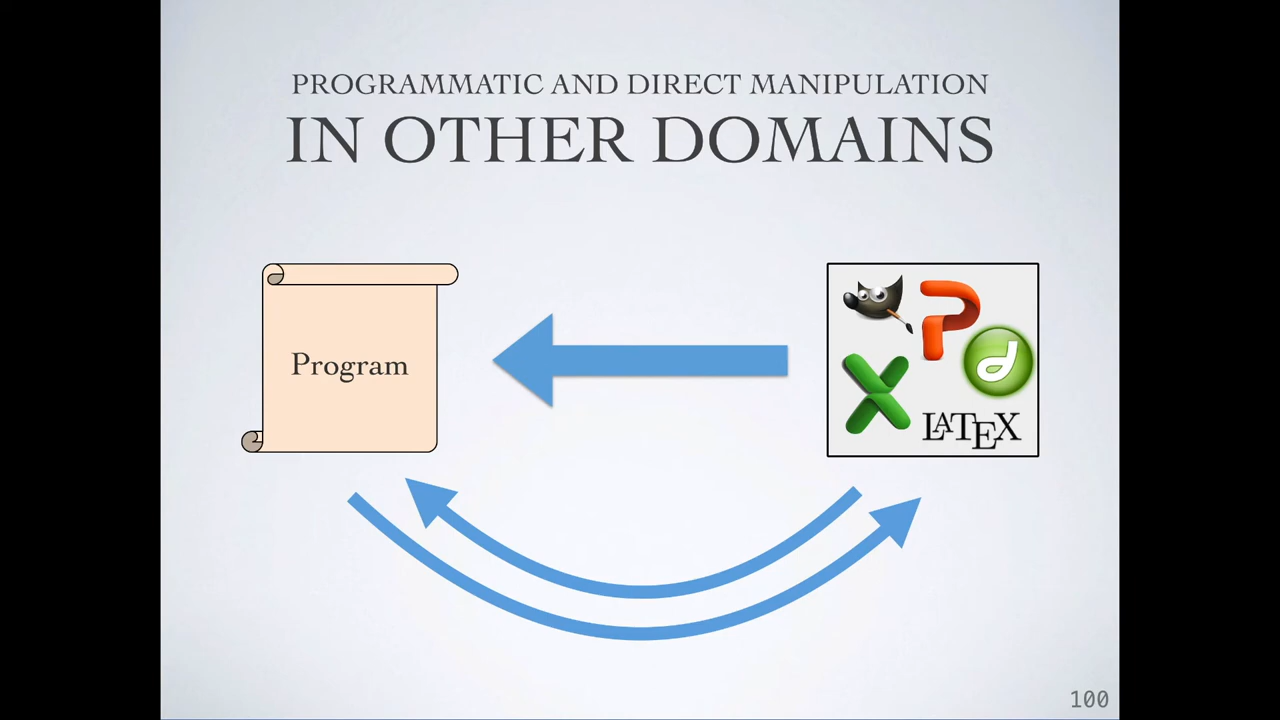 PROGRAMMATIC AND DIRECT MANIPULATION
IN OTHER DOMAINS
Program
LATEX
100